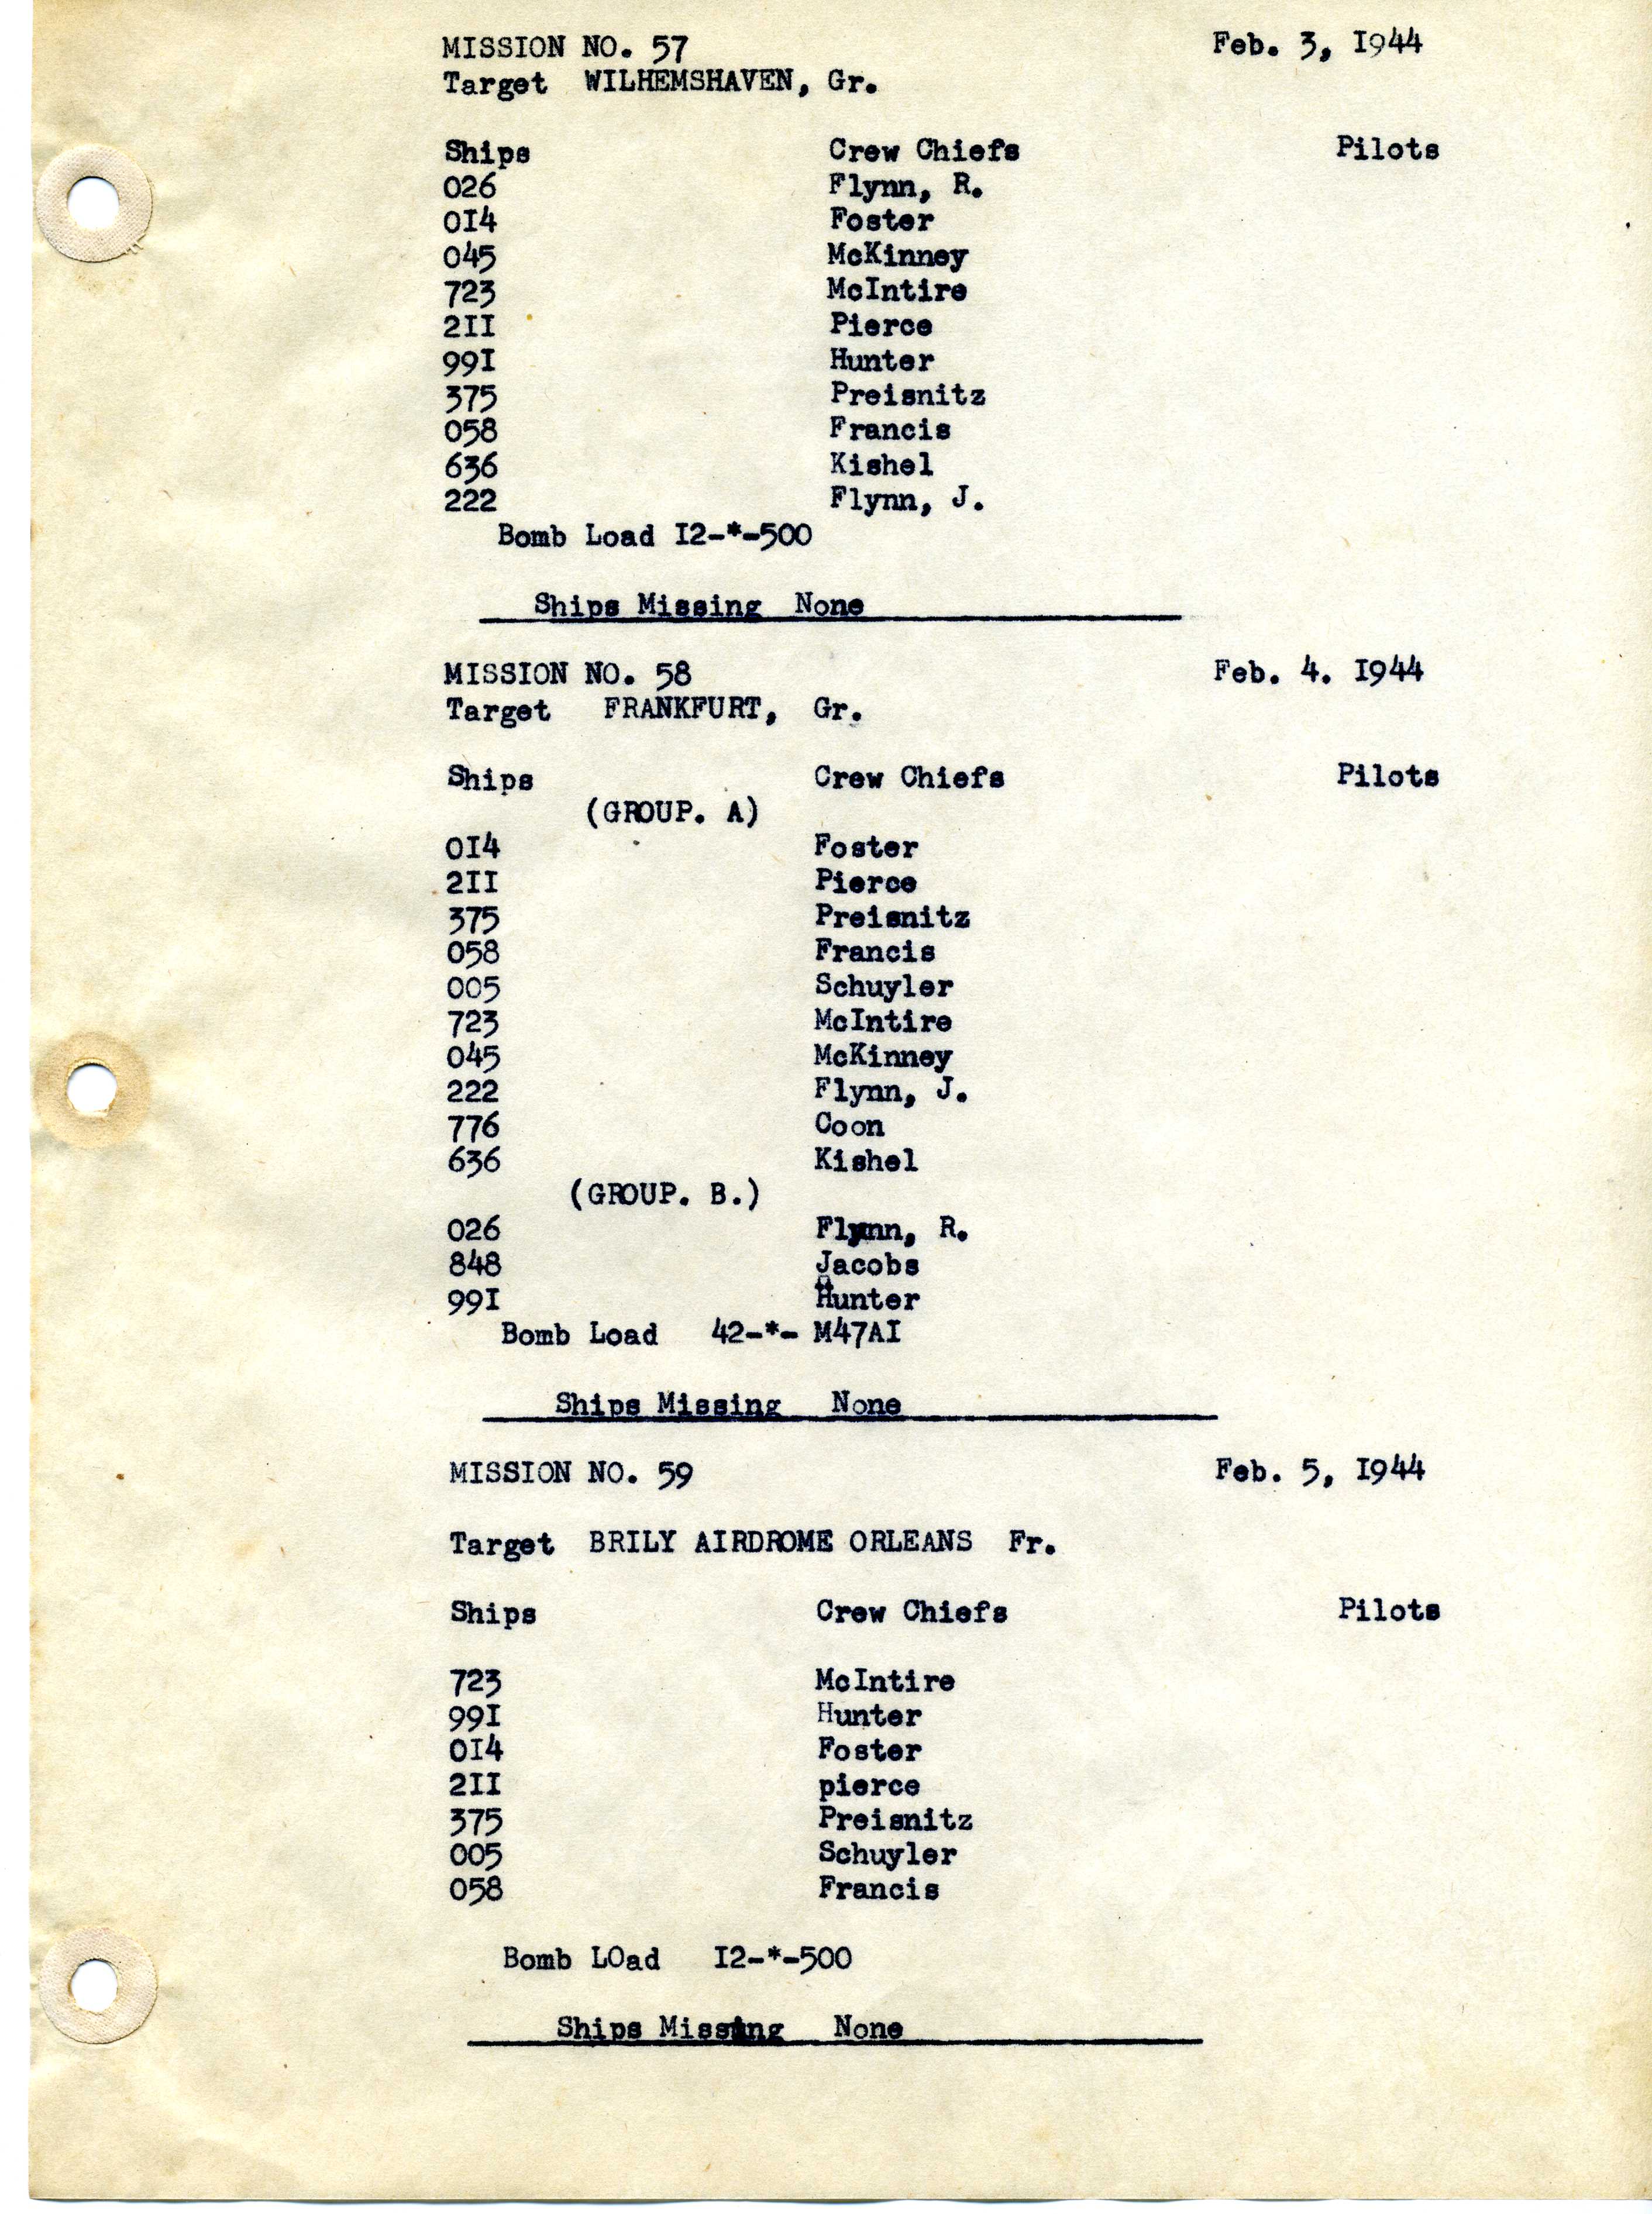 MISSION NO. 57 Feb. 3, I944
Target WILHEMSHAVEN, Gr.
Ships Crew Chiefs Pilots
026 Flynn, R.
0I4 Foster
045 McKinney
723 McIntire
2II Pierce
99I Hunter
375 Preisnitz
058 Francis
636 Kishel
222 Flynn, J.
Bomb Load I2-*-500
Ships Missing None
MISSION NO. 58 Feb. 4. I944
Target FRANKFURT, Gr.
Ships Crew Chiefs Pilots
(GROUP. A)
0I4 Foster
2II Pierce
375 Preisnitz
058 Francis
005 Schuyler
723 McIntire
045 McKinney
222 Flynn, J.
776 Coon
636 Kishel
(GROUP. B.)
026 Flynn, R.
848 Jacobs
99I Hunter
Bomb Load 42-*- M47AI
Ships Missing None
MISSION NO. 59 Feb. 5, I944
Target BRILY AIRDROME ORLEANS Fr.
Ships Crew Chiefs Pilots
723 McIntire
99I Hunter
0I4 Foster
2II pierce
375 Preisnitz
005 Schuyler
058 Francis
Bomb LOad I2-*-500
Ships Missing None